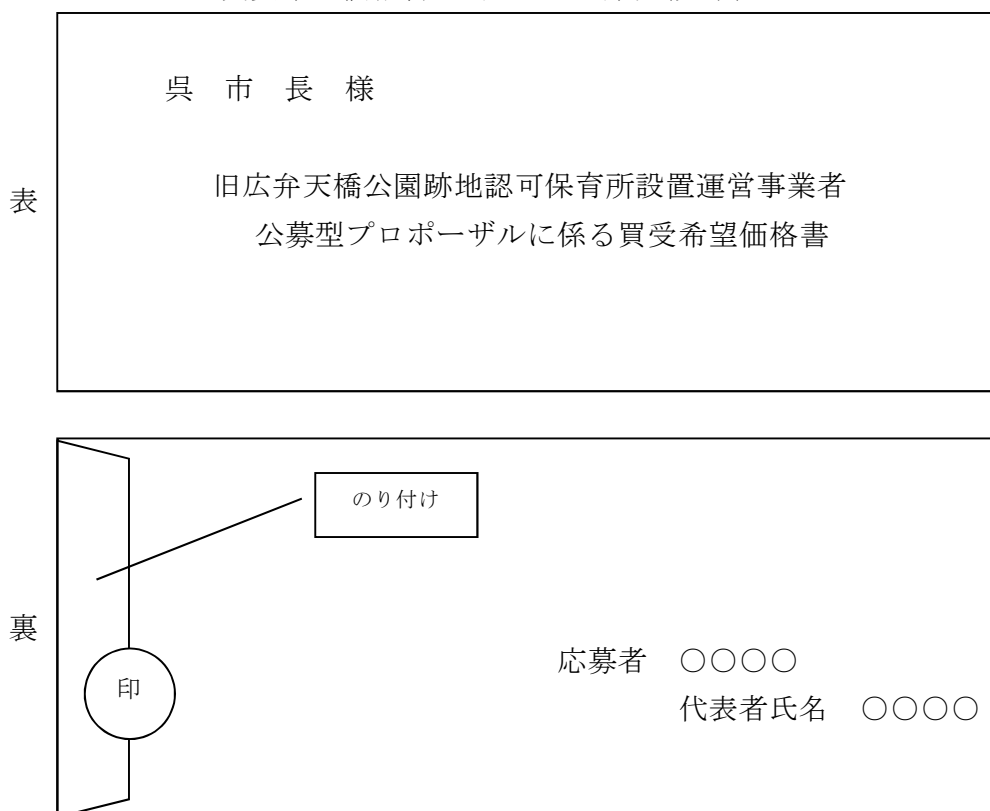 表
呉 市 長 様
旧広弁天橋公園跡地認可保育所設置運営事業者
公募型プロポーザルに係る買受希望価格書
裏
のり付け
印
応募者 ○○○○
代表者氏名 ○○○○